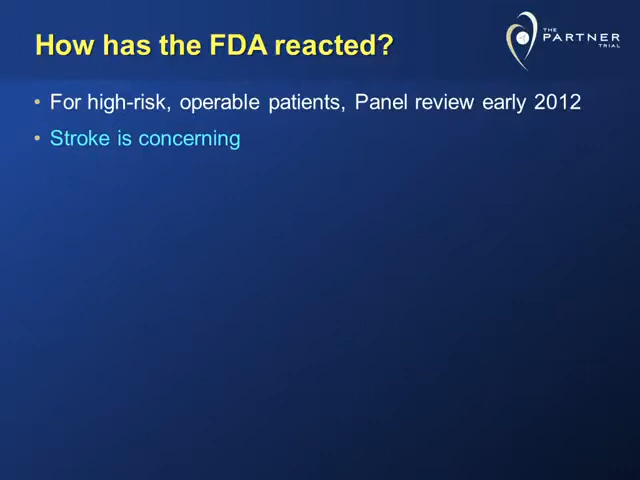 How has the FDA reacted?
THE
PARTNER
TRIAL
• For high-risk, operable patients, Panel review early 2012
• Stroke is concerning